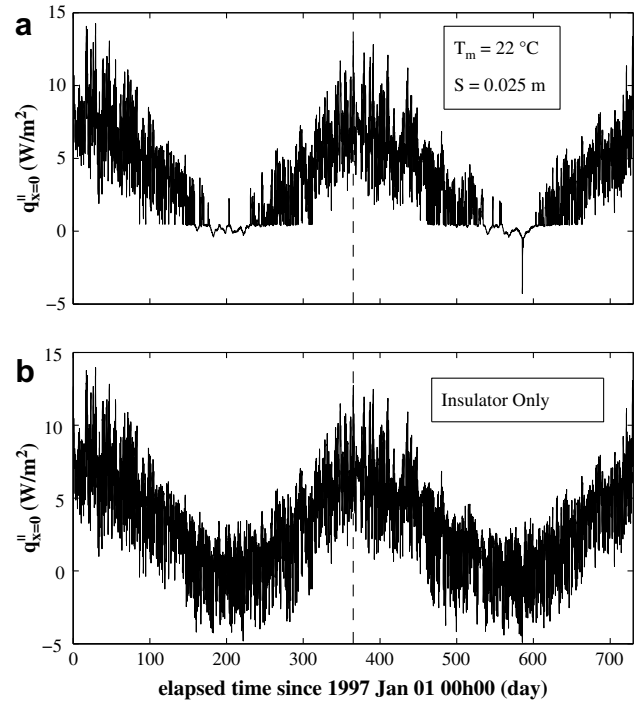 a
15
10
5
0
−5
q"x=0 (W/m²)
Tm = 22 °C
S = 0.025 m
b
15
10
5
0
−5
q"x=0 (W/m²)
Insulator Only
0 100 200 300 400 500 600 700
elapsed time since 1997 Jan 01 00h00 (day)